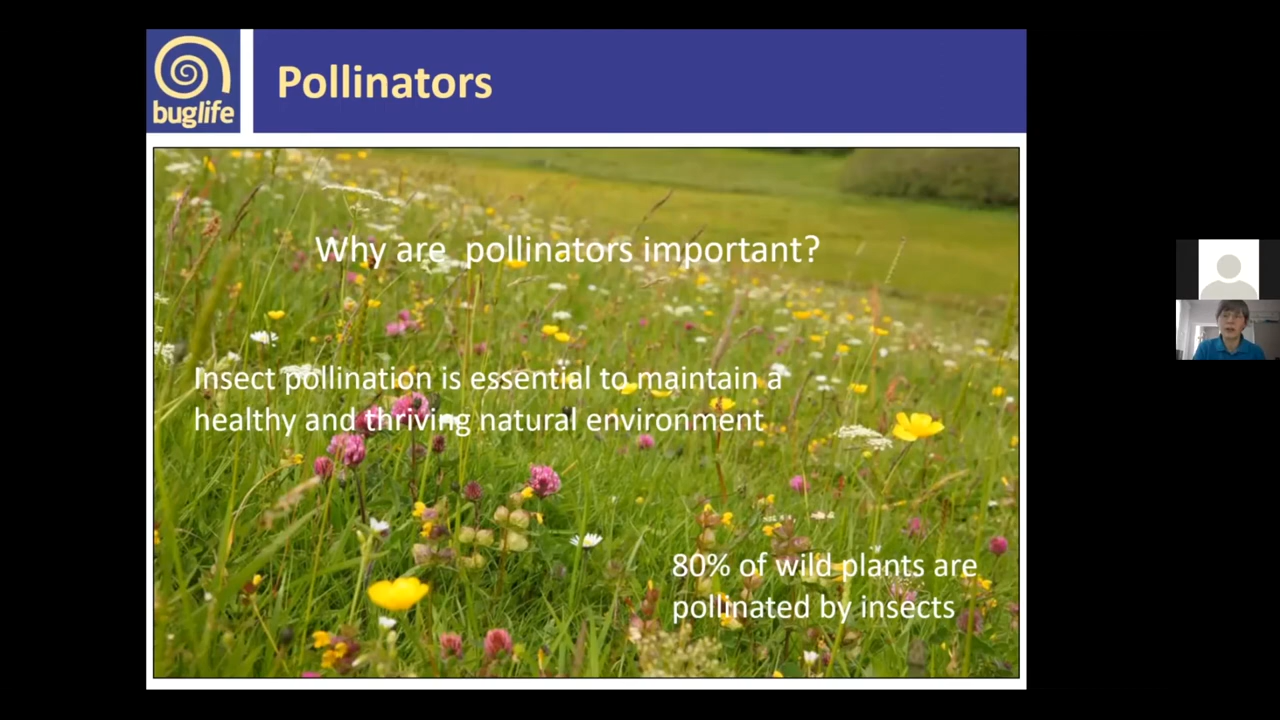 buglife
Pollinators
Why are  pollinators important?
Insect pollination is essential to maintain a
healthy and thriving natural environment
80% of wild plants are
pollinated by insects